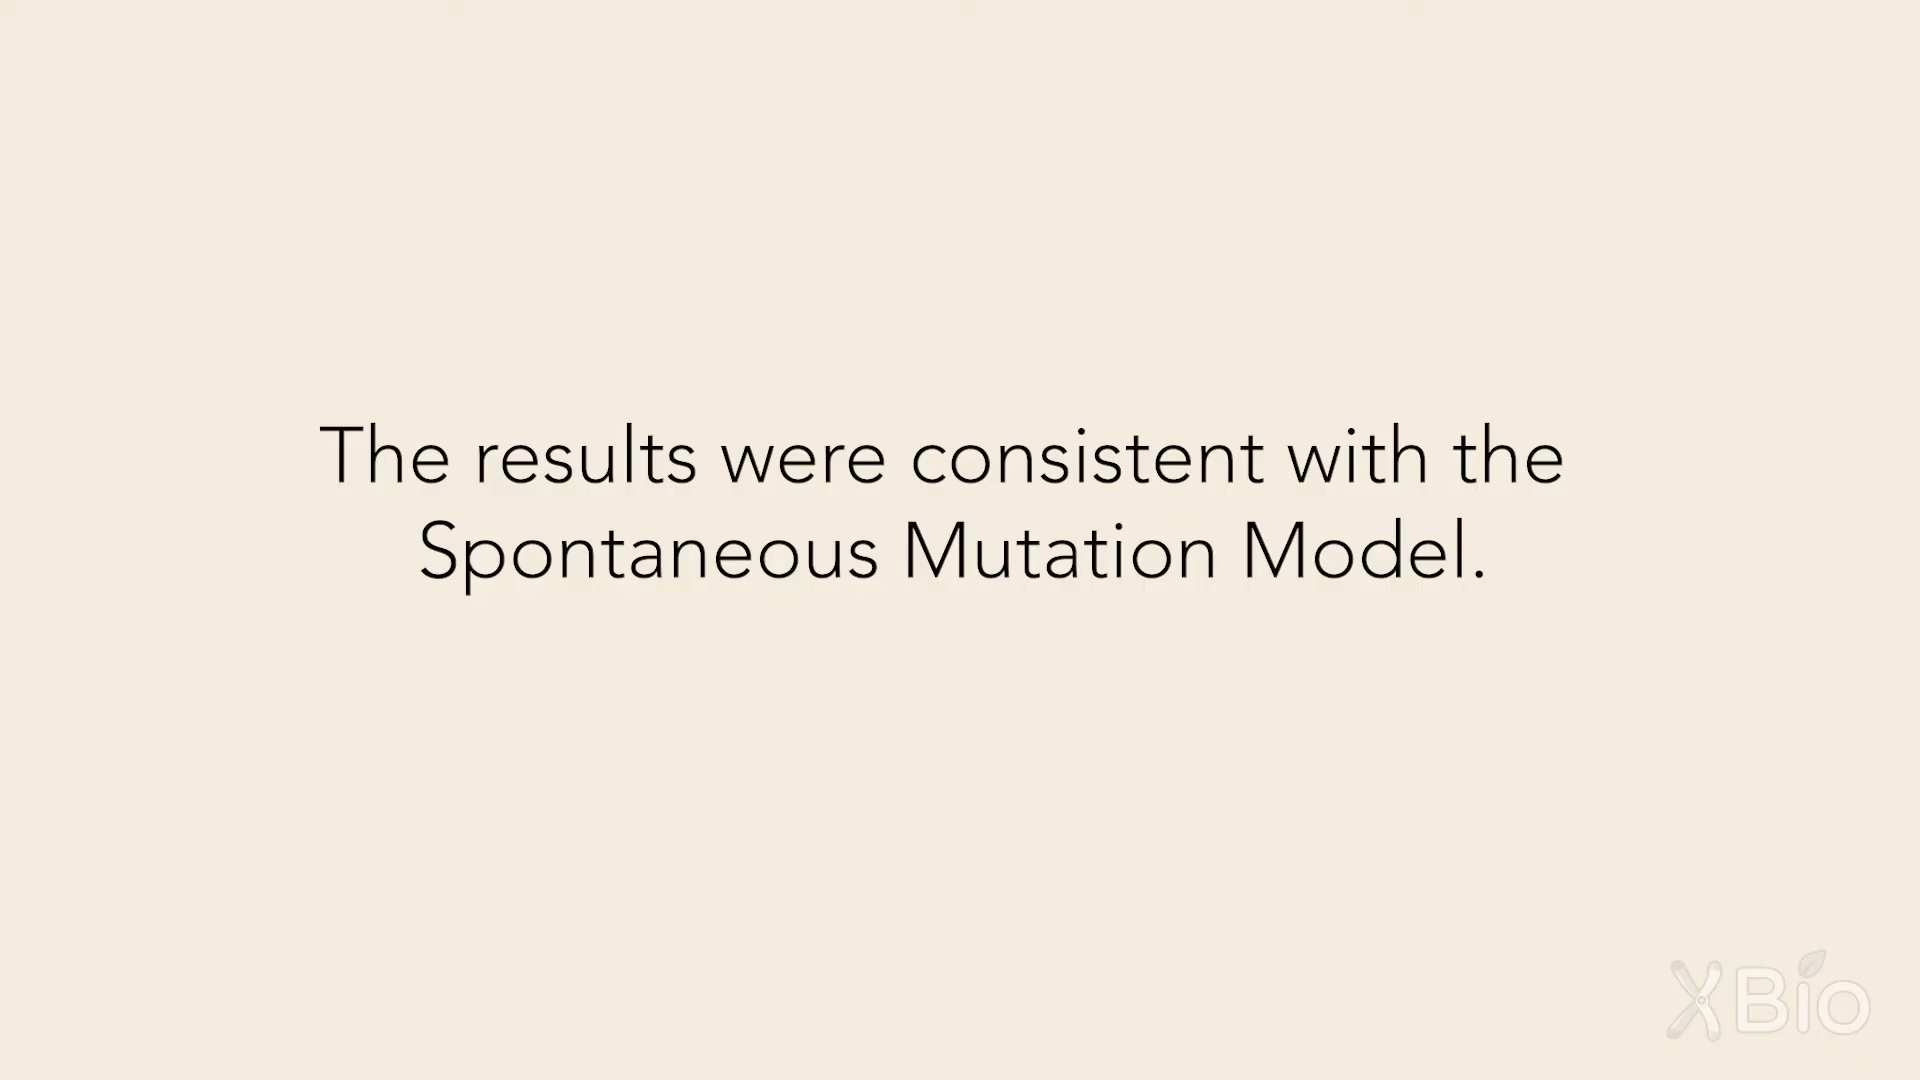 The results were consistent with the
Spontaneous Mutation Model.
XBio